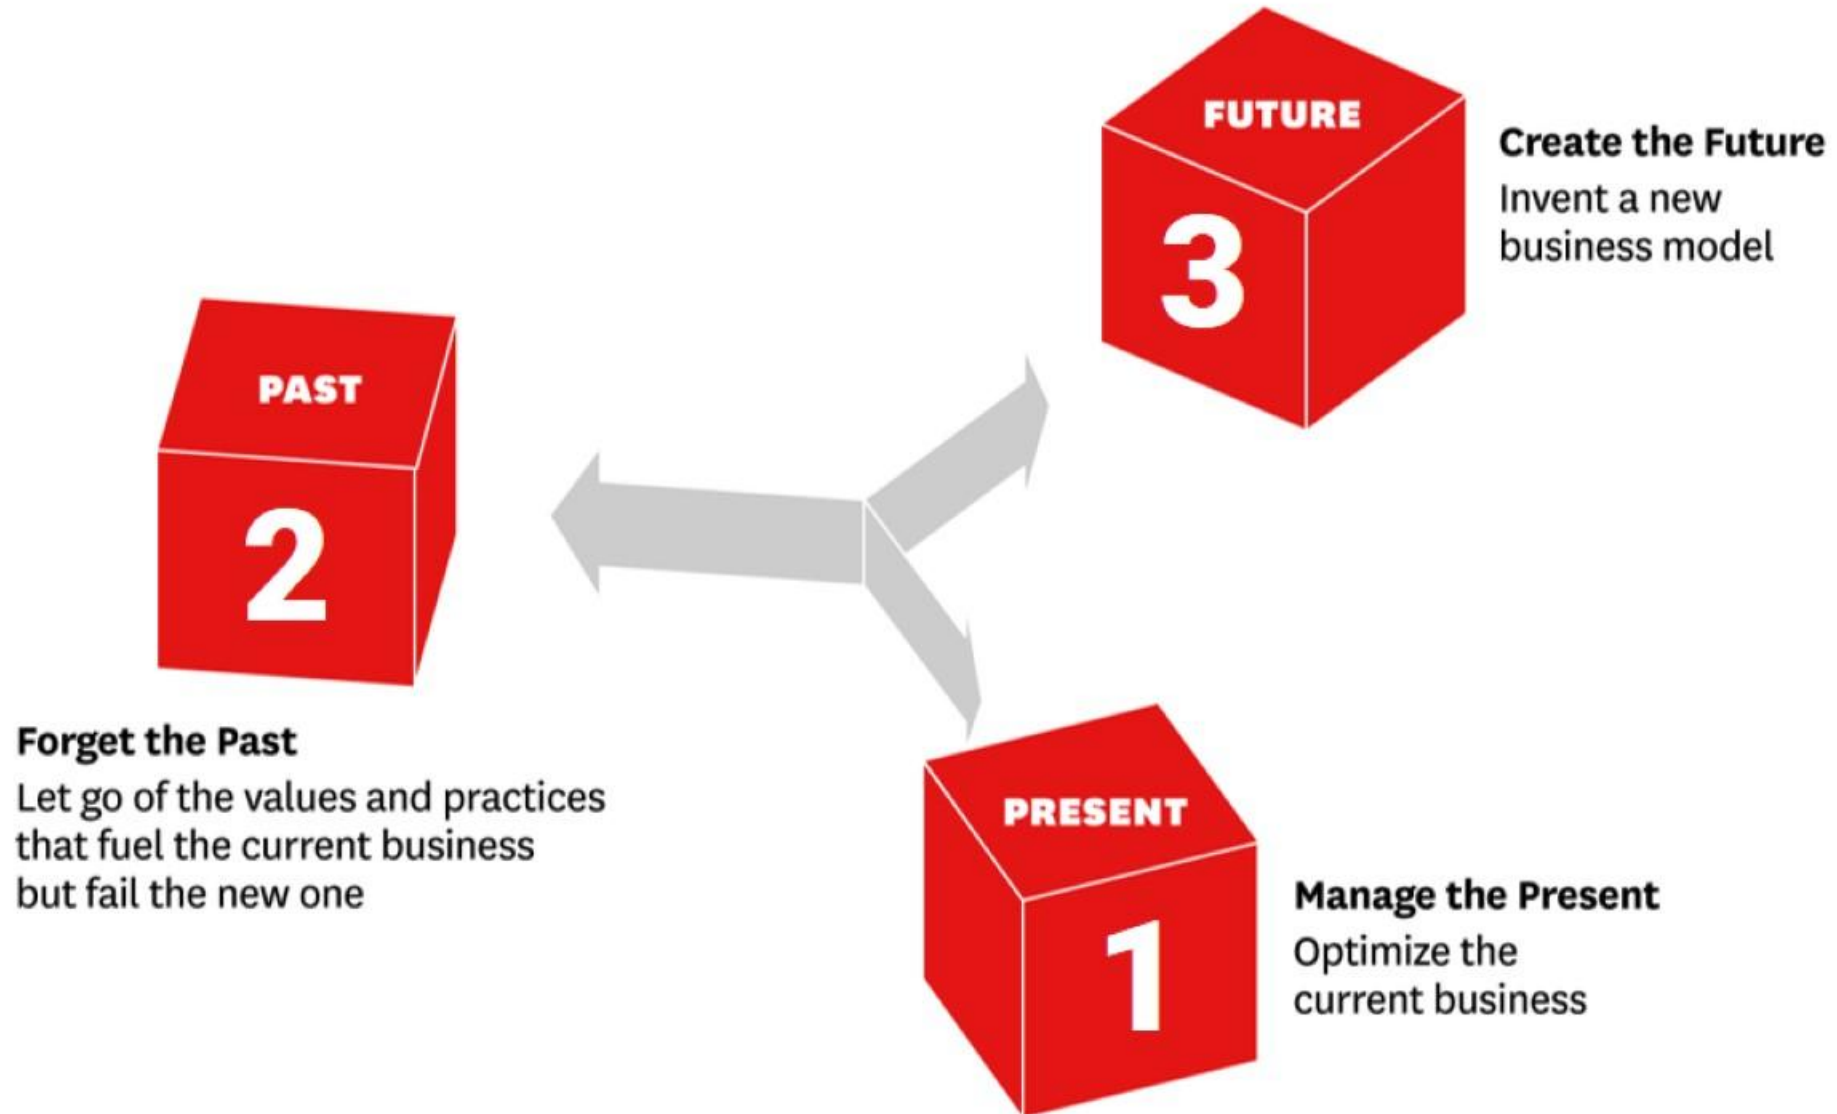 FUTURE
3
Create the Future
Invent a new
business model
PAST
2
Forget the Past
Let go of the values and practices
that fuel the current business
but fail the new one
PRESENT
1
Manage the Present
Optimize the
current business